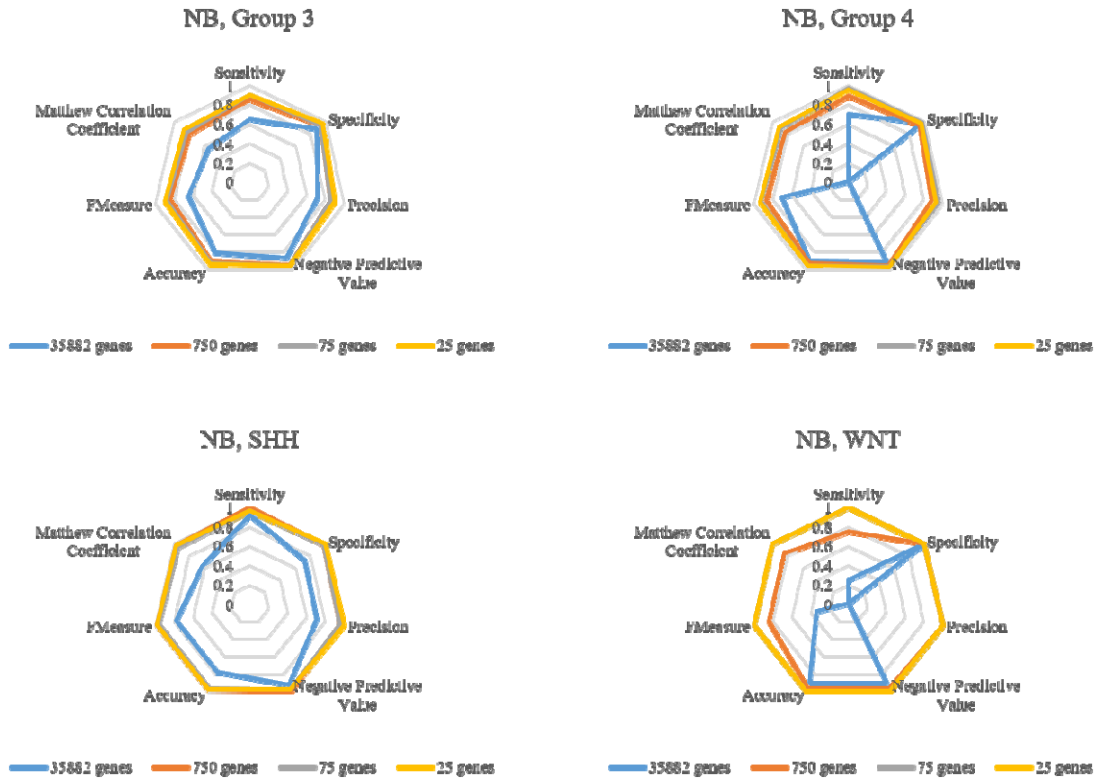 NB, Group 3
Sensitivity
1
0.8
0.6
0.4
0.2
0
Specificity
Precision
Negative Predictive
Value
Accuracy
FMeasure
Matthew Correlation
Coefficient
35882 genes 750 genes 75 genes 25 genes
NB, Group 4
Sensitivity
1
0.8
0.6
0.4
0.2
0
Specificity
Precision
Negative Predictive
Value
Accuracy
FMeasure
Matthew Correlation
Coefficient
35882 genes 750 genes 75 genes 25 genes
NB, SHH
Sensitivity
1
0.8
0.6
0.4
0.2
0
Specificity
Precision
Negative Predictive
Value
Accuracy
FMeasure
Matthew Correlation
Coefficient
35882 genes 750 genes 75 genes 25 genes
NB, WNT
Sensitivity
1
0.8
0.6
0.4
0.2
0
Specificity
Precision
Negative Predictive
Value
Accuracy
FMeasure
Matthew Correlation
Coefficient
35882 genes 750 genes 75 genes 25 genes